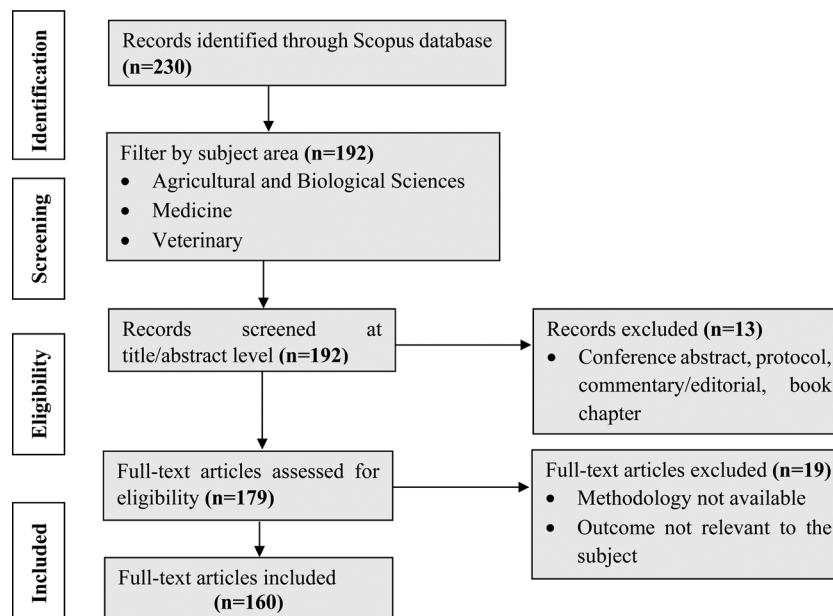 Identification
Records identified through Scopus database
(n=230)
Filter by subject area (n=192)
• Agricultural and Biological Sciences
• Medicine
• Veterinary
Screening
Records screened at
title/abstract level (n=192)
Records excluded (n=13)
• Conference abstract, protocol,
commentary/editorial, book
chapter
Eligibility
Full-text articles assessed for
eligibility (n=179)
Full-text articles excluded (n=19)
• Methodology not available
• Outcome not relevant to the
subject
Included
Full-text articles included
(n=160)